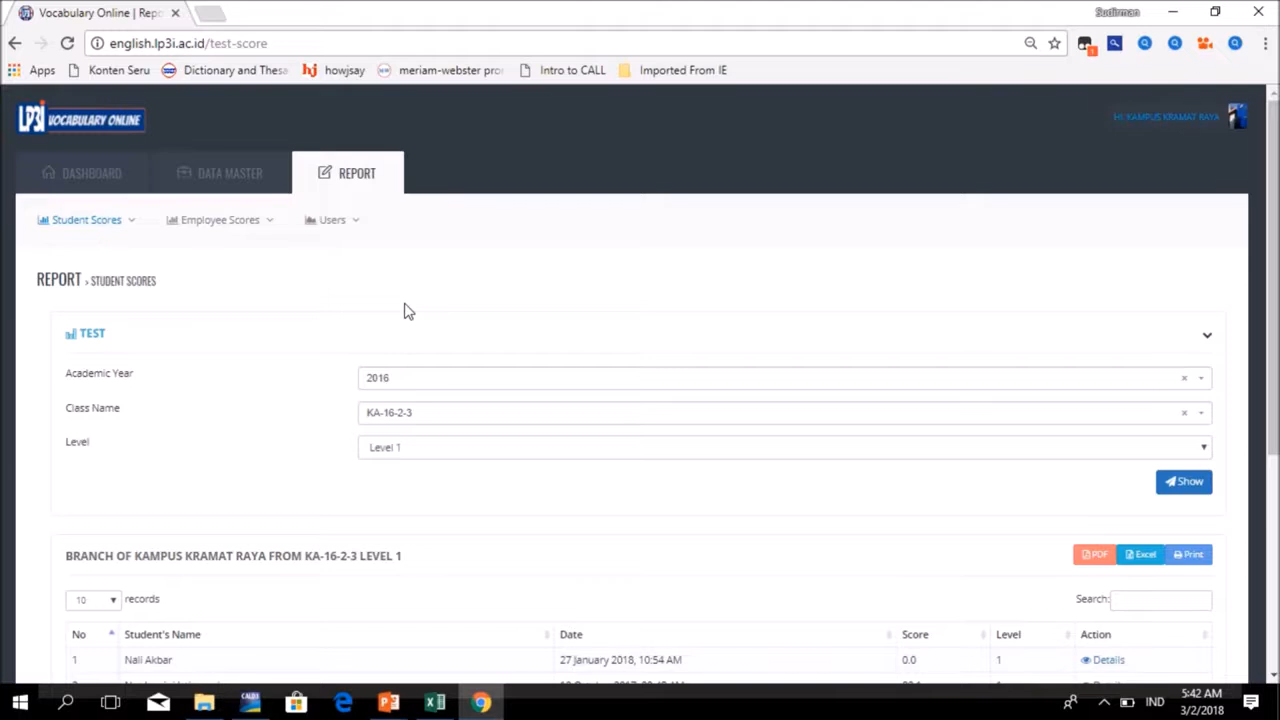 Vocabulary Online | Repo
Sudirman
english.lp3i.ac.id/test-score
Apps
Konten Seru
Dictionary and Thesa
howjsay
meriam-webster pro
Intro to CALL
Imported From IE
LP3I VOCABULARY ONLINE
HI, KAMPUS KRAMAT RAYA
DASHBOARD
DATA MASTER
REPORT
Student Scores
Employee Scores
Users
REPORT > STUDENT SCORES
TEST
Academic Year
2016
Class Name
KA-16-2-3
Level
Level 1
Show
BRANCH OF KAMPUS KRAMAT RAYA FROM KA-16-2-3 LEVEL 1
PDF
Excel
Print
10 records
Search:
No Student's Name Date Score Level Action
1 Nali Akbar 27 January 2018, 10:54 AM 0.0 1 Details
IND
5:42 AM
3/2/2018